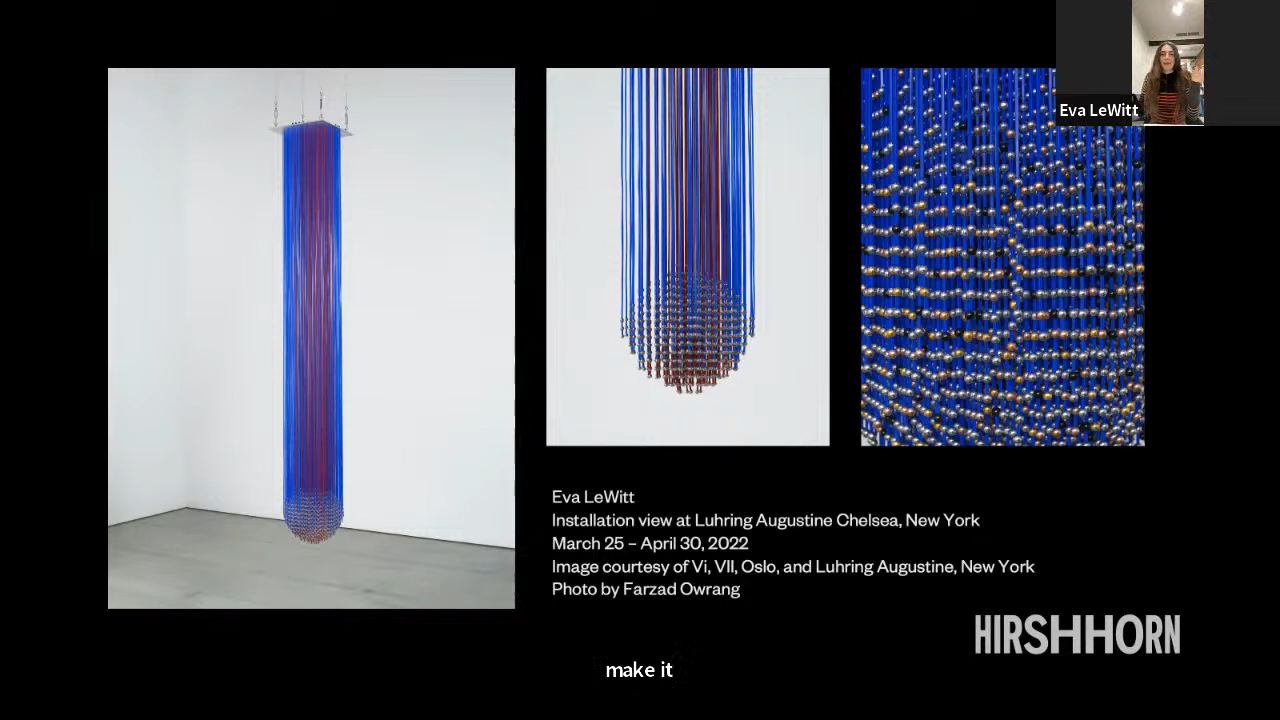 Eva LeWitt
Eva LeWitt
Installation view at Luhring Augustine Chelsea, New York
March 25 – April 30, 2022
Image courtesy of Vi, VII, Oslo, and Luhring Augustine, New York
Photo by Farzad Owrang
HIRSHHORN
make it